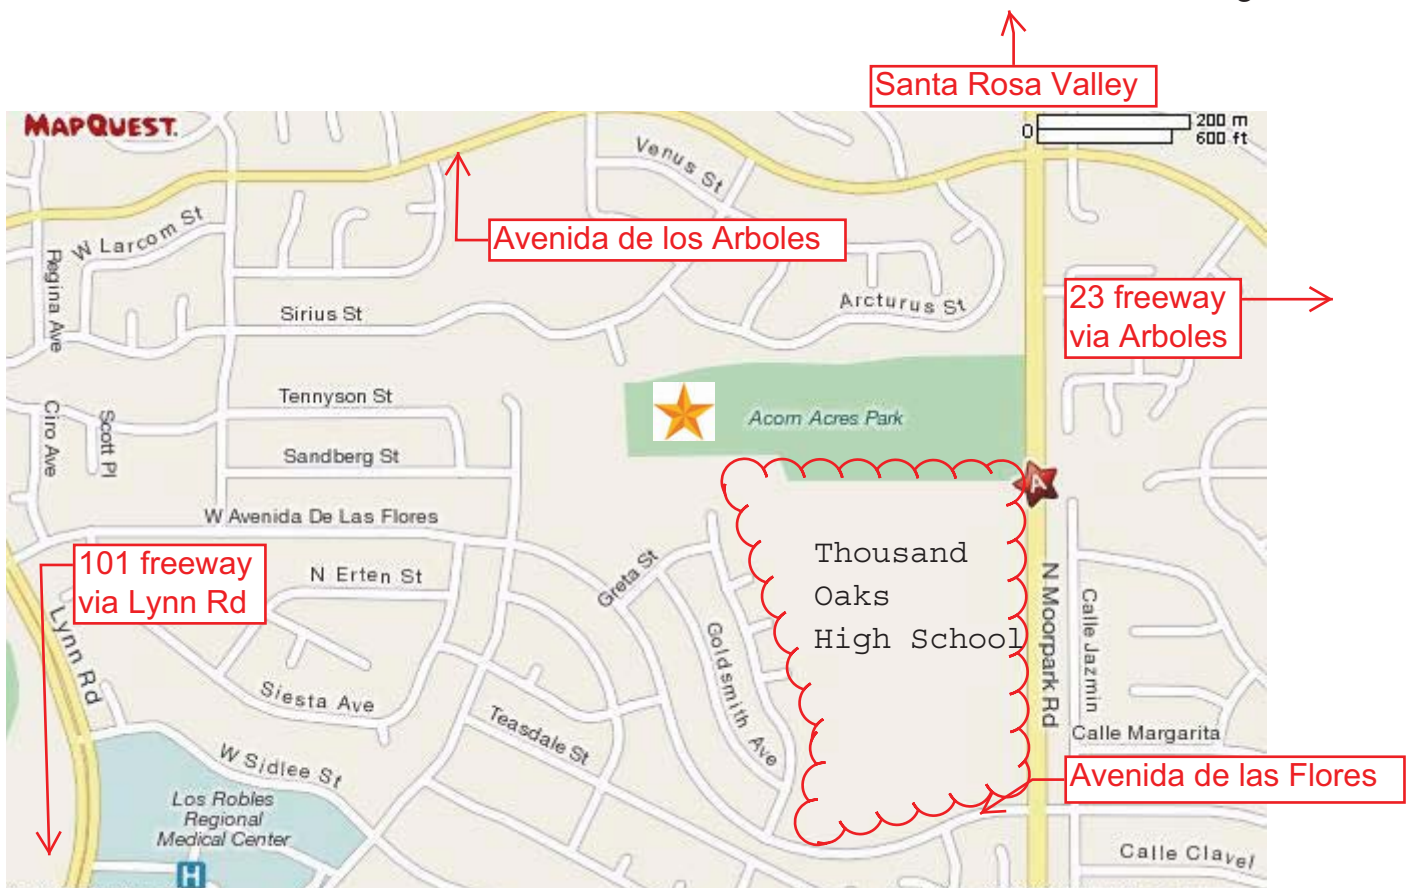 Santa Rosa Valley
MAPQUEST.
0
200 m
600 ft
Venus St
W Larcom St
Avenida de los Arboles
Regina Ave
Sirius St
Arcturus St
23 freeway
via Arboles
Tennyson St
Ciro Ave
Scott Pl
Acorn Acres Park
Sandberg St
A
W Avenida De Las Flores
Thousand
Oaks
High School
101 freeway
via Lynn Rd
N Erten St
Greta St
N Moorpark Rd
Calle Jazmin
Lynn Rd
Goldsmith Ave
Siesta Ave
Teasdale St
Calle Margarita
W Sidlee St
Avenida de las Flores
Los Robles
Regional
Medical Center
Calle Clavel
H